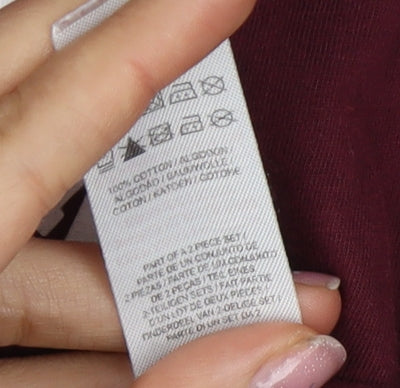 100% COTTON / ALGODON
ALGODÃO / BAUMWOLLE
COTON / KATOEN / COTONE
PART OF A 2 PIECE SET /
PARTE DE UN CONJUNTO DE
2 PIEZAS / PARTE DE UM CONJUNTO
DE 2 PEÇAS / TEIL EINES
2-TEILIGEN SETS / FAIT PARTIE
D'UN LOT DE DEUX PIECES /
ONDERDEEL VAN 2-DELIGE SET /
PARTE DI UN SET DA 2